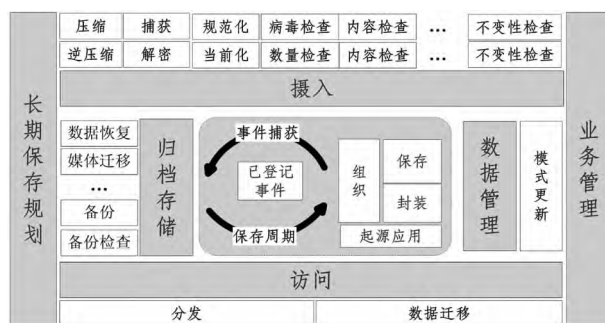 压缩 捕获 规范化 病毒检查 内容检查 … 不变性检查
逆压缩 解密 当前化 数量检查 内容检查 … 不变性检查
长期保存规划
摄入
业务管理
数据恢复
媒体迁移
…
备份
备份检查
归档存储
事件捕获
已登记
事件
保存周期
组织
保存
封装
起源应用
数据管理
模式更新
访问
分发 数据迁移